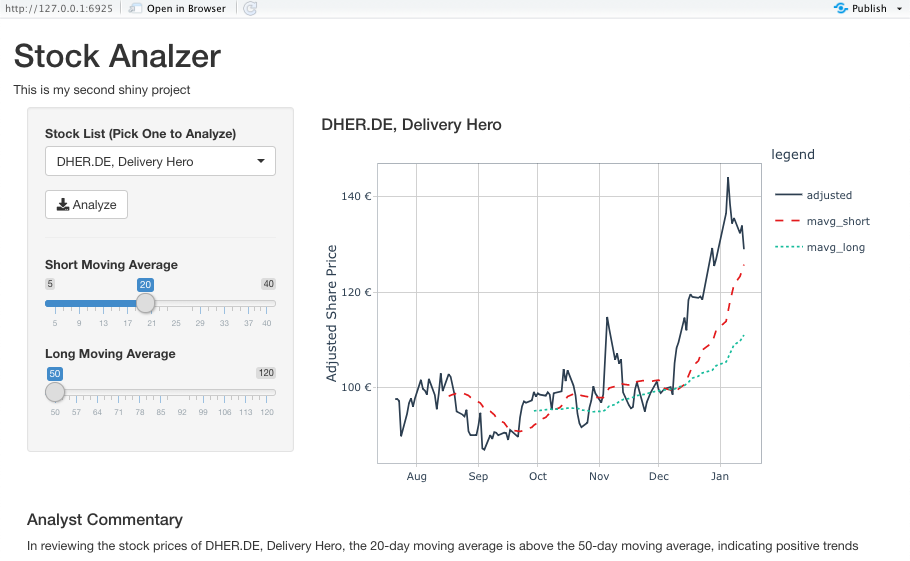 http://127.0.0.1:6925 Open in Browser Publish
Stock Analzer
This is my second shiny project
Stock List (Pick One to Analyze)
DHER.DE, Delivery Hero
Analyze
Short Moving Average
5 20 40
5 9 13 17 21 25 29 33 37 40
Long Moving Average
50 120
50 57 64 71 78 85 92 99 106 113 120
DHER.DE, Delivery Hero
legend
adjusted
mavg_short
mavg_long
Adjusted Share Price
140 €
120 €
100 €
Aug Sep Oct Nov Dec Jan
Analyst Commentary
In reviewing the stock prices of DHER.DE, Delivery Hero, the 20-day moving average is above the 50-day moving average, indicating positive trends